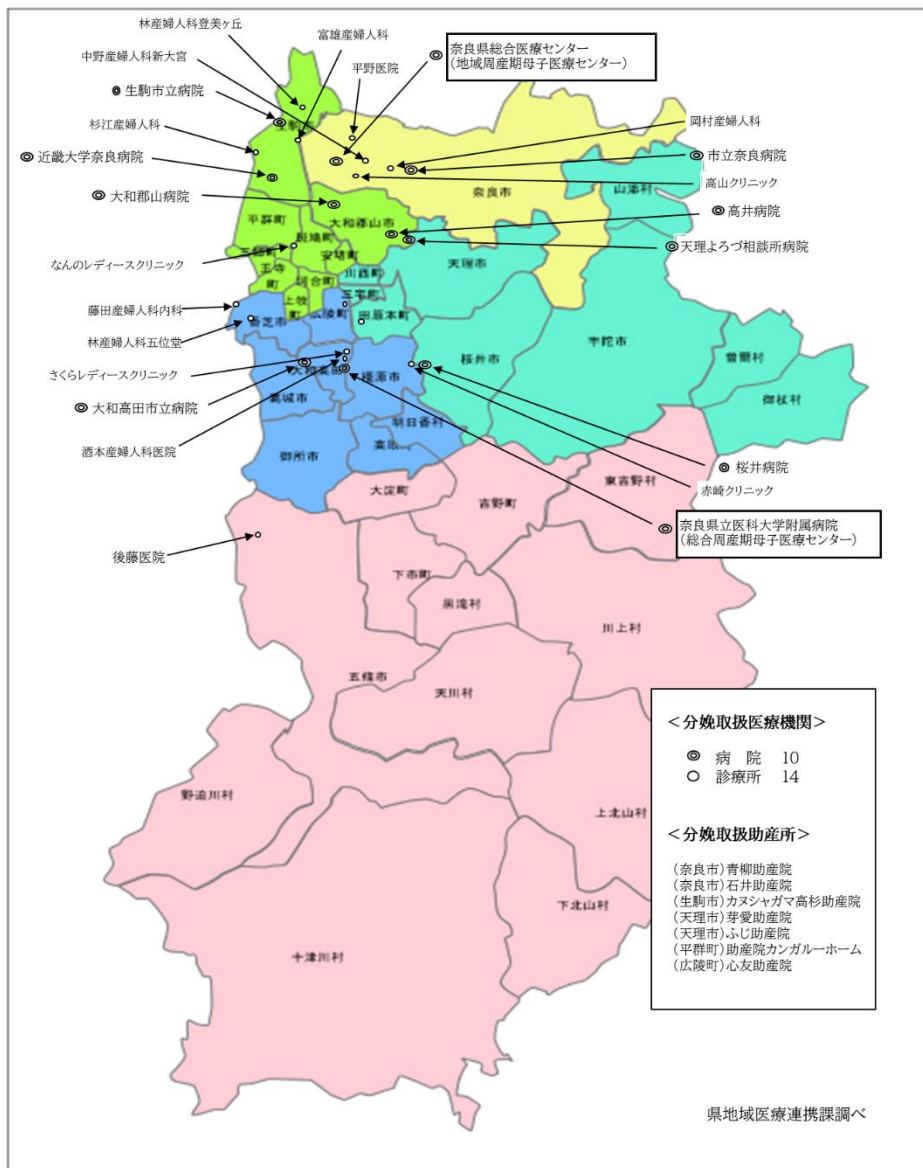 林産婦人科登美ヶ丘
富雄産婦人科
中野産婦人科新大宮
平野医院
奈良県総合医療センター
(地域周産期母子医療センター)
生駒市立病院
杉江産婦人科
近畿大学奈良病院
大和郡山病院
岡村産婦人科
市立奈良病院
高山クリニック
高井病院
天理よろづ相談所病院
なんのレディースクリニック
藤田産婦人科内科
林産婦人科五位堂
さくらレディースクリニック
大和高田市立病院
酒本産婦人科医院
桜井病院
赤崎クリニック
奈良県立医科大学附属病院
(総合周産期母子医療センター)
後藤医院
生駒市
奈良市
山添村
平群町
大和郡山市
斑鳩町
三郷町
安堵町
王寺町
河合町
川西町
天理市
上牧町
三宅町
広陵町
田原本町
香芝市
宇陀市
桜井市
曽爾村
御杖村
大和高田市
橿原市
葛城市
明日香村
高取町
御所市
大淀町
吉野町
東吉野村
下市町
黒滝村
川上村
五條市
天川村
野迫川村
上北山村
下北山村
十津川村
<分娩取扱医療機関>
病 院 10
診療所 14
<分娩取扱助産所>
(奈良市)青柳助産院
(奈良市)石井助産院
(生駒市)カヌシャガマ高杉助産院
(天理市)芽愛助産院
(天理市)ふじ助産院
(平群町)助産院カンガルーホーム
(広陵町)心友助産院
県地域医療連携課調べ